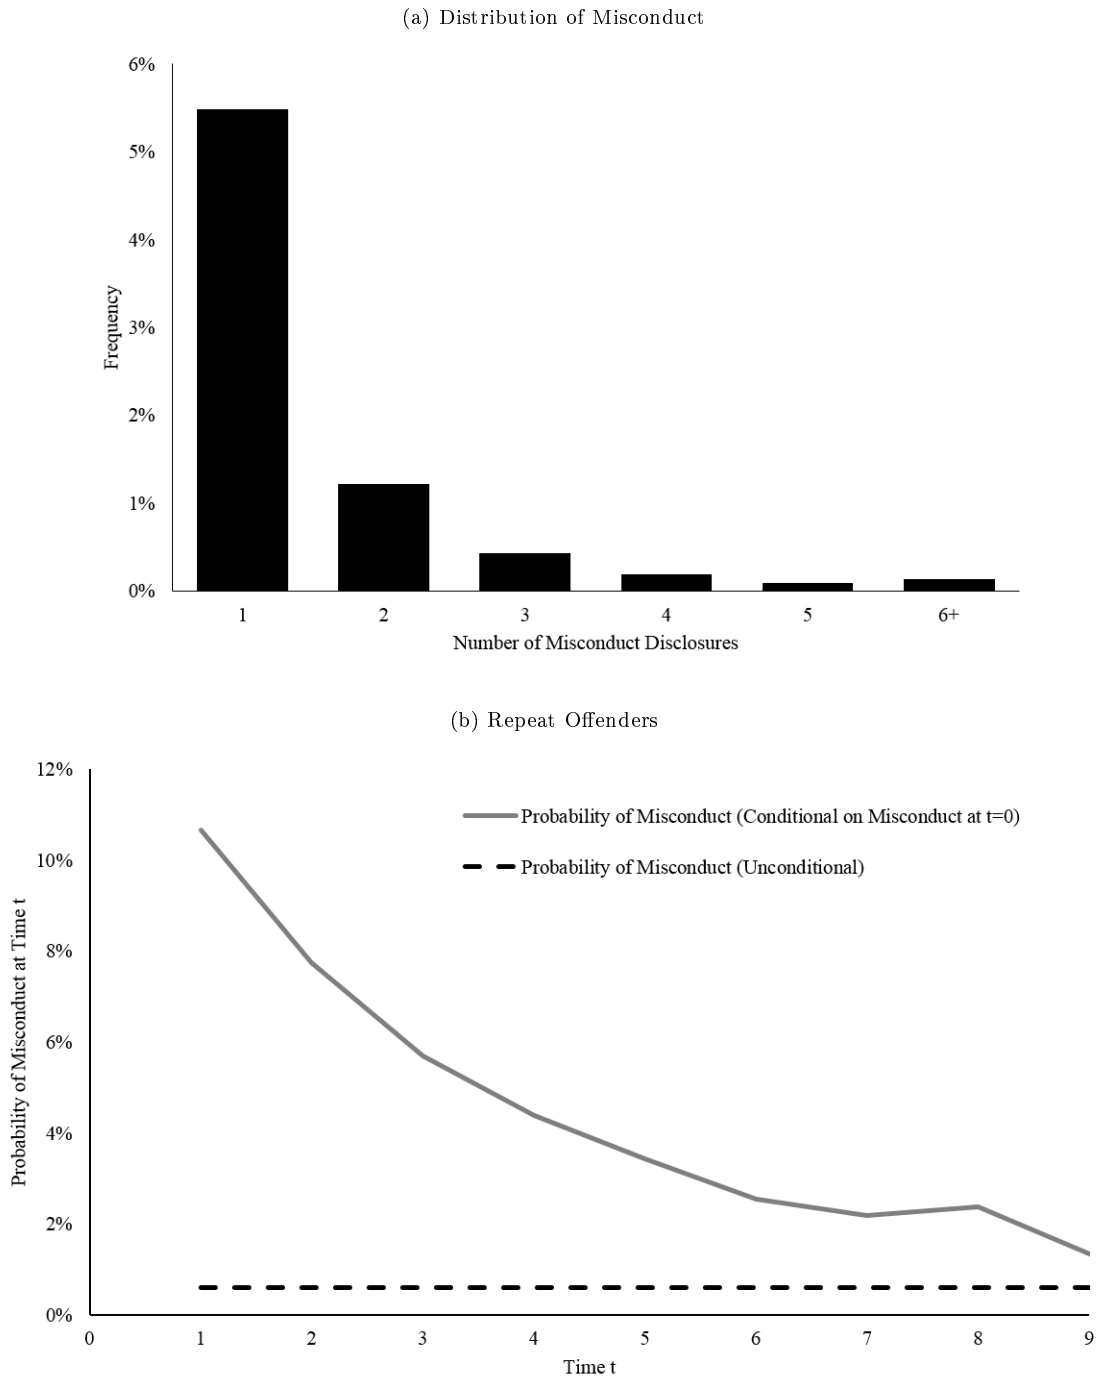 (a) Distribution of Misconduct
6%
5%
4%
3%
2%
1%
0%
Frequency
1 2 3 4 5 6+
Number of Misconduct Disclosures
(b) Repeat Offenders
12%
10%
8%
6%
4%
2%
0%
Probability of Misconduct at Time t
Probability of Misconduct (Conditional on Misconduct at t=0)
Probability of Misconduct (Unconditional)
0 1 2 3 4 5 6 7 8 9
Time t